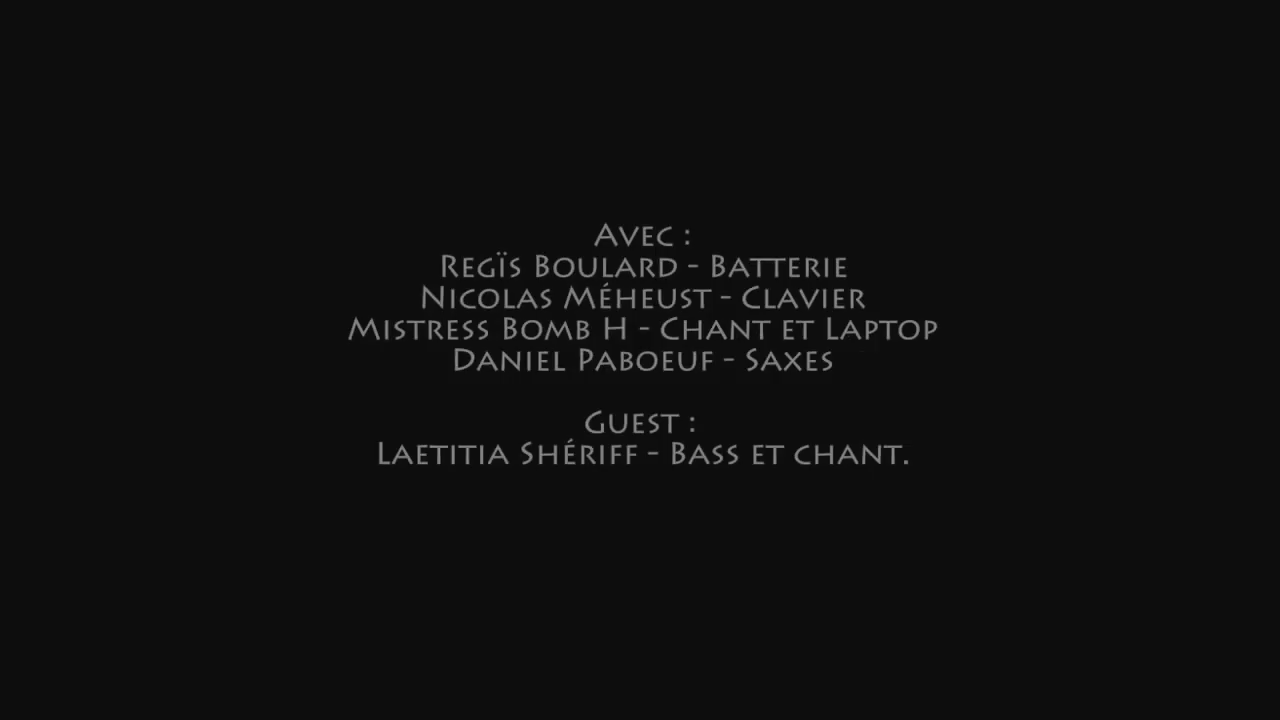 Avec :
Regïs Boulard - Batterie
Nicolas Méheust - Clavier
Mistress Bomb H - Chant et Laptop
Daniel Paboeuf - Saxes
Guest :
Laetitia Shériff - Bass et chant.